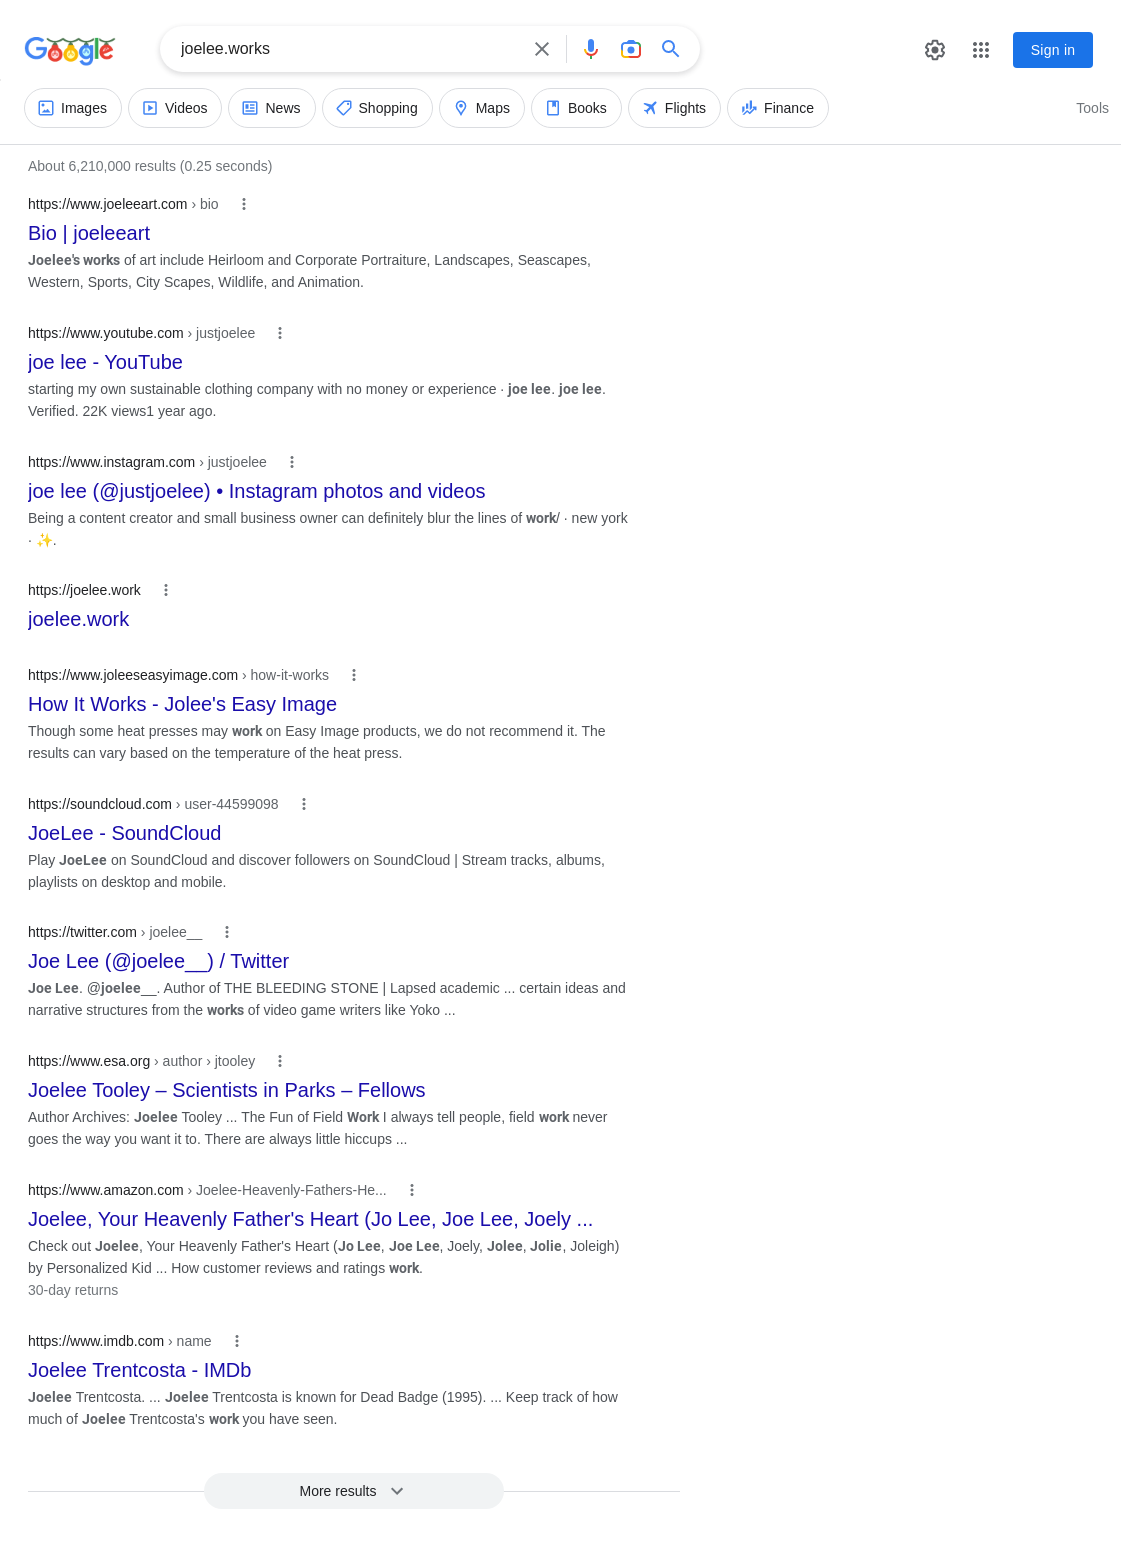 Google
joelee.works
Sign in
Images
Videos
News
Shopping
Maps
Books
Flights
Finance
Tools
About 6,210,000 results (0.25 seconds)
https://www.joeleeart.com › bio
Bio | joeleeart
Joelee's works of art include Heirloom and Corporate Portraiture, Landscapes, Seascapes,
Western, Sports, City Scapes, Wildlife, and Animation.
https://www.youtube.com › justjoelee
joe lee - YouTube
starting my own sustainable clothing company with no money or experience · joe lee. joe lee.
Verified. 22K views1 year ago.
https://www.instagram.com › justjoelee
joe lee (@justjoelee) • Instagram photos and videos
Being a content creator and small business owner can definitely blur the lines of work/ · new york
· ✨.
https://joelee.work
joelee.work
https://www.joleeseasyimage.com › how-it-works
How It Works - Jolee's Easy Image
Though some heat presses may work on Easy Image products, we do not recommend it. The
results can vary based on the temperature of the heat press.
https://soundcloud.com › user-44599098
JoeLee - SoundCloud
Play JoeLee on SoundCloud and discover followers on SoundCloud | Stream tracks, albums,
playlists on desktop and mobile.
https://twitter.com › joelee__
Joe Lee (@joelee__) / Twitter
Joe Lee. @joelee__. Author of THE BLEEDING STONE | Lapsed academic ... certain ideas and
narrative structures from the works of video game writers like Yoko ...
https://www.esa.org › author › jtooley
Joelee Tooley – Scientists in Parks – Fellows
Author Archives: Joelee Tooley ... The Fun of Field Work I always tell people, field work never
goes the way you want it to. There are always little hiccups ...
https://www.amazon.com › Joelee-Heavenly-Fathers-He...
Joelee, Your Heavenly Father's Heart (Jo Lee, Joe Lee, Joely ...
Check out Joelee, Your Heavenly Father's Heart (Jo Lee, Joe Lee, Joely, Jolee, Jolie, Joleigh)
by Personalized Kid ... How customer reviews and ratings work.
30-day returns
https://www.imdb.com › name
Joelee Trentcosta - IMDb
Joelee Trentcosta. ... Joelee Trentcosta is known for Dead Badge (1995). ... Keep track of how
much of Joelee Trentcosta's work you have seen.
More results